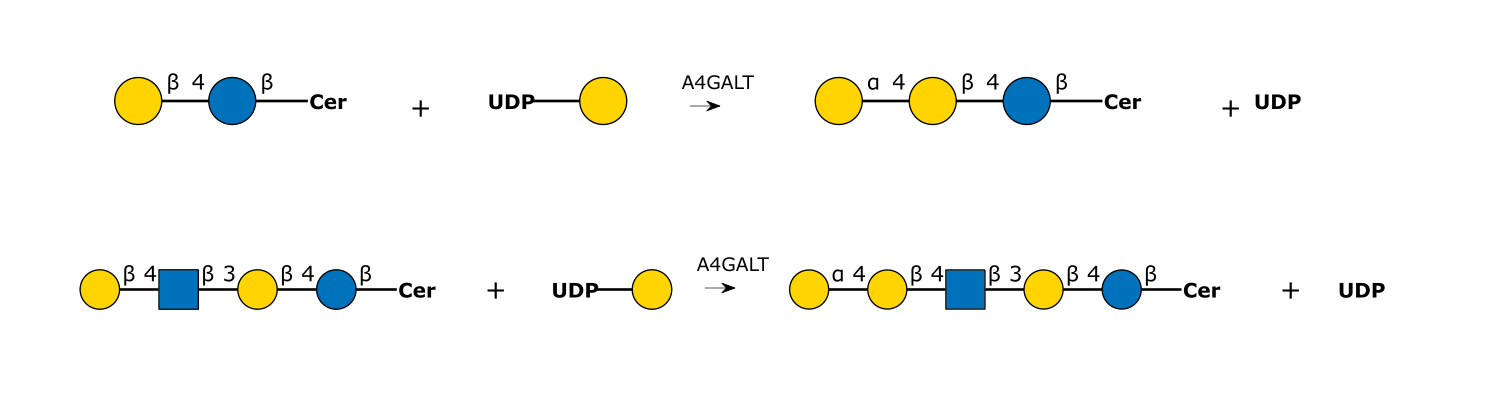 β 4 β Cer + UDP A4GALT α 4 β 4 β Cer + UDP
β 4 β 3 β 4 β Cer + UDP A4GALT α 4 β 4 β 3 β 4 β Cer + UDP